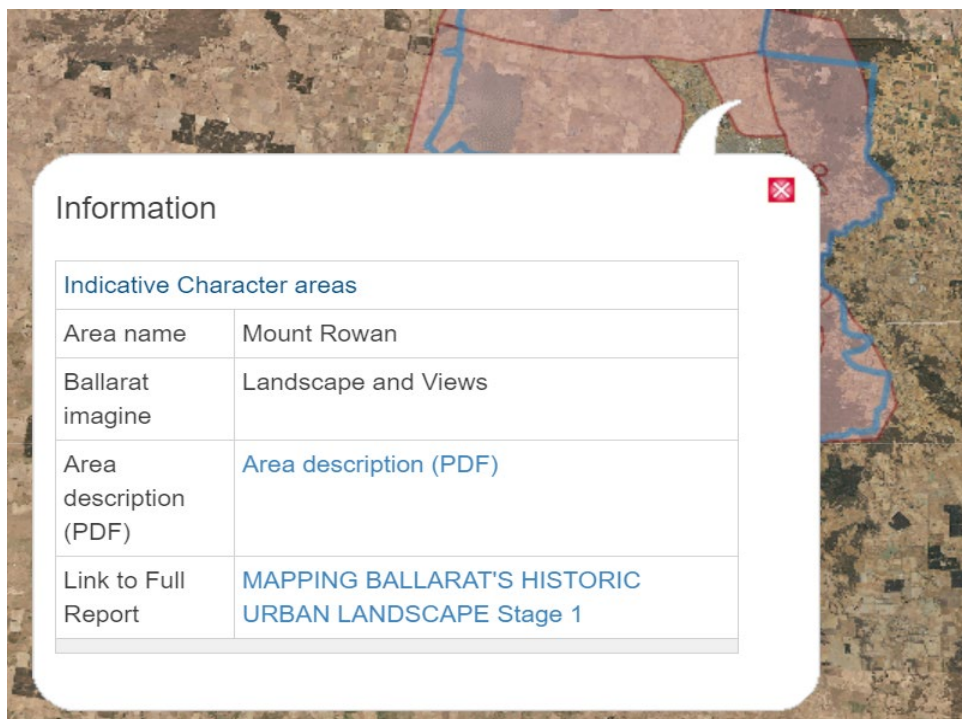 Information
Indicative Character areas
Area name
Mount Rowan
Ballarat
imagine
Landscape and Views
Area
description
(PDF)
Area description (PDF)
Link to Full
Report
MAPPING BALLARAT'S HISTORIC
URBAN LANDSCAPE Stage 1